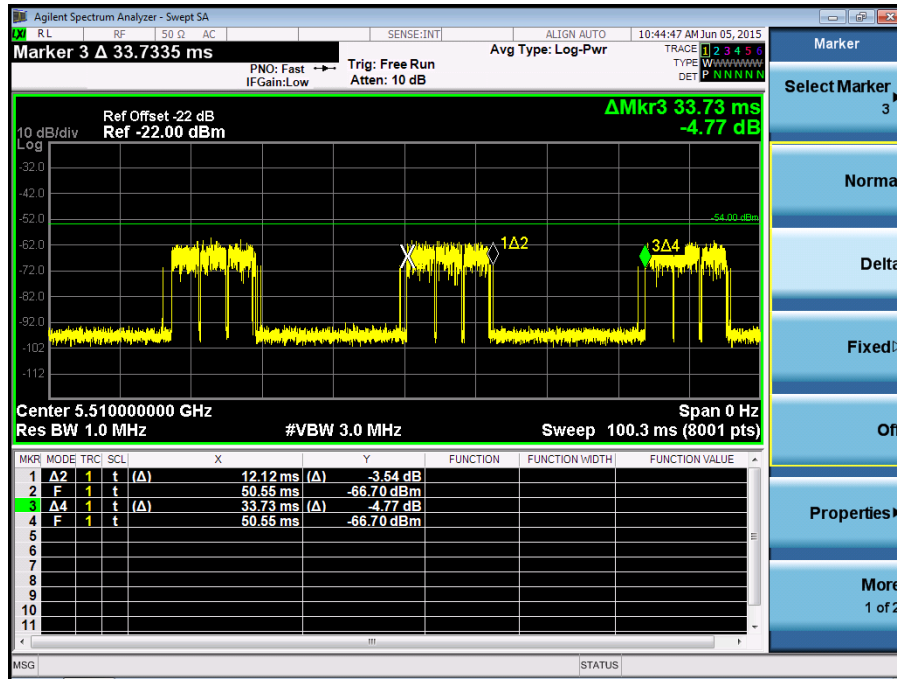 Agilent Spectrum Analyzer - Swept SA
LXI RL RF 50 Ω AC SENSE:INT ALIGN AUTO 10:44:47 AM Jun 05, 2015
Marker 3 Δ 33.7335 ms
PNO: Fast
IFGain:Low
Trig: Free Run
Atten: 10 dB
Avg Type: Log-Pwr
TRACE 1 2 3 4 5 6
TYPE WWWWWW
DET P N N N N N
ΔMkr3 33.73 ms
-4.77 dB
Ref Offset -22 dB
10 dB/div Ref -22.00 dBm
Log
-32.0
-42.0
-52.0
-54.00 dBm
-62.0
1Δ2
3Δ4
-72.0
-82.0
-92.0
-102
-112
Center 5.510000000 GHz Span 0 Hz
Res BW 1.0 MHz #VBW 3.0 MHz Sweep 100.3 ms (8001 pts)
MKR MODE TRC SCL X Y FUNCTION FUNCTION WIDTH FUNCTION VALUE
1 Δ2 1 t (Δ) 12.12 ms (Δ) -3.54 dB
2 F 1 t 50.55 ms -66.70 dBm
3 Δ4 1 t (Δ) 33.73 ms (Δ) -4.77 dB
4 F 1 t 50.55 ms -66.70 dBm
5
6
7
8
9
10
11
MSG STATUS
Marker
Select Marker
3
Norma
Delta
Fixed
Of
Properties
More
1 of 2